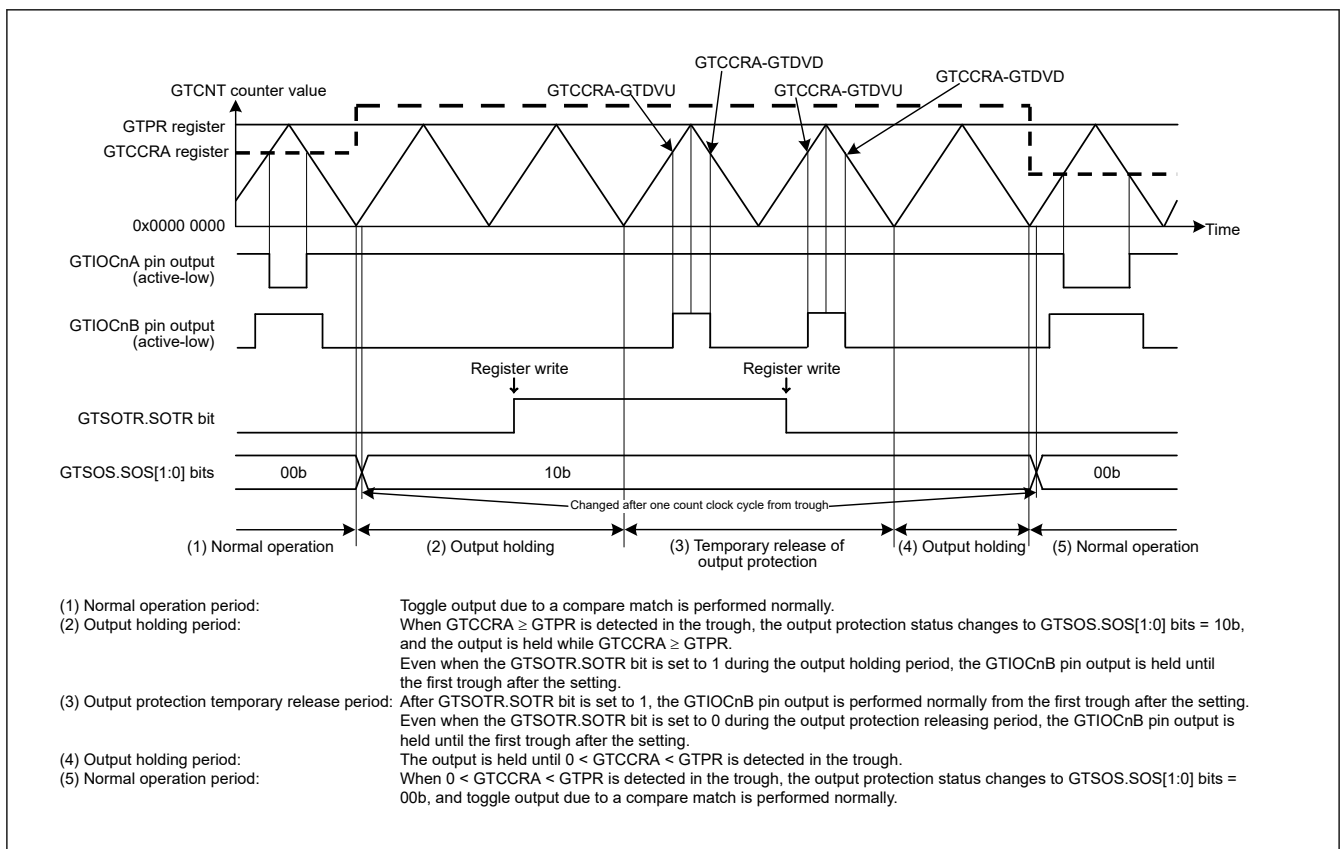 GTCCRA-GTDVD
GTCCRA-GTDVD
GTCNT counter value
GTCCRA-GTDVU
GTCCRA-GTDVU
GTPR register
GTCCRA register
0x0000 0000
Time
GTIOCnA pin output
(active-low)
GTIOCnB pin output
(active-low)
Register write
Register write
GTSOTR.SOTR bit
GTSOS.SOS[1:0] bits
00b
10b
00b
Changed after one count clock cycle from trough
(1) Normal operation
(2) Output holding
(3) Temporary release of
output protection
(4) Output holding
(5) Normal operation
(1) Normal operation period: Toggle output due to a compare match is performed normally.
(2) Output holding period: When GTCCRA ≥ GTPR is detected in the trough, the output protection status changes to GTSOS.SOS[1:0] bits = 10b,
and the output is held while GTCCRA ≥ GTPR.
Even when the GTSOTR.SOTR bit is set to 1 during the output holding period, the GTIOCnB pin output is held until
the first trough after the setting.
(3) Output protection temporary release period: After GTSOTR.SOTR bit is set to 1, the GTIOCnB pin output is performed normally from the first trough after the setting.
Even when the GTSOTR.SOTR bit is set to 0 during the output protection releasing period, the GTIOCnB pin output is
held until the first trough after the setting.
(4) Output holding period: The output is held until 0 < GTCCRA < GTPR is detected in the trough.
(5) Normal operation period: When 0 < GTCCRA < GTPR is detected in the trough, the output protection status changes to GTSOS.SOS[1:0] bits =
00b, and toggle output due to a compare match is performed normally.